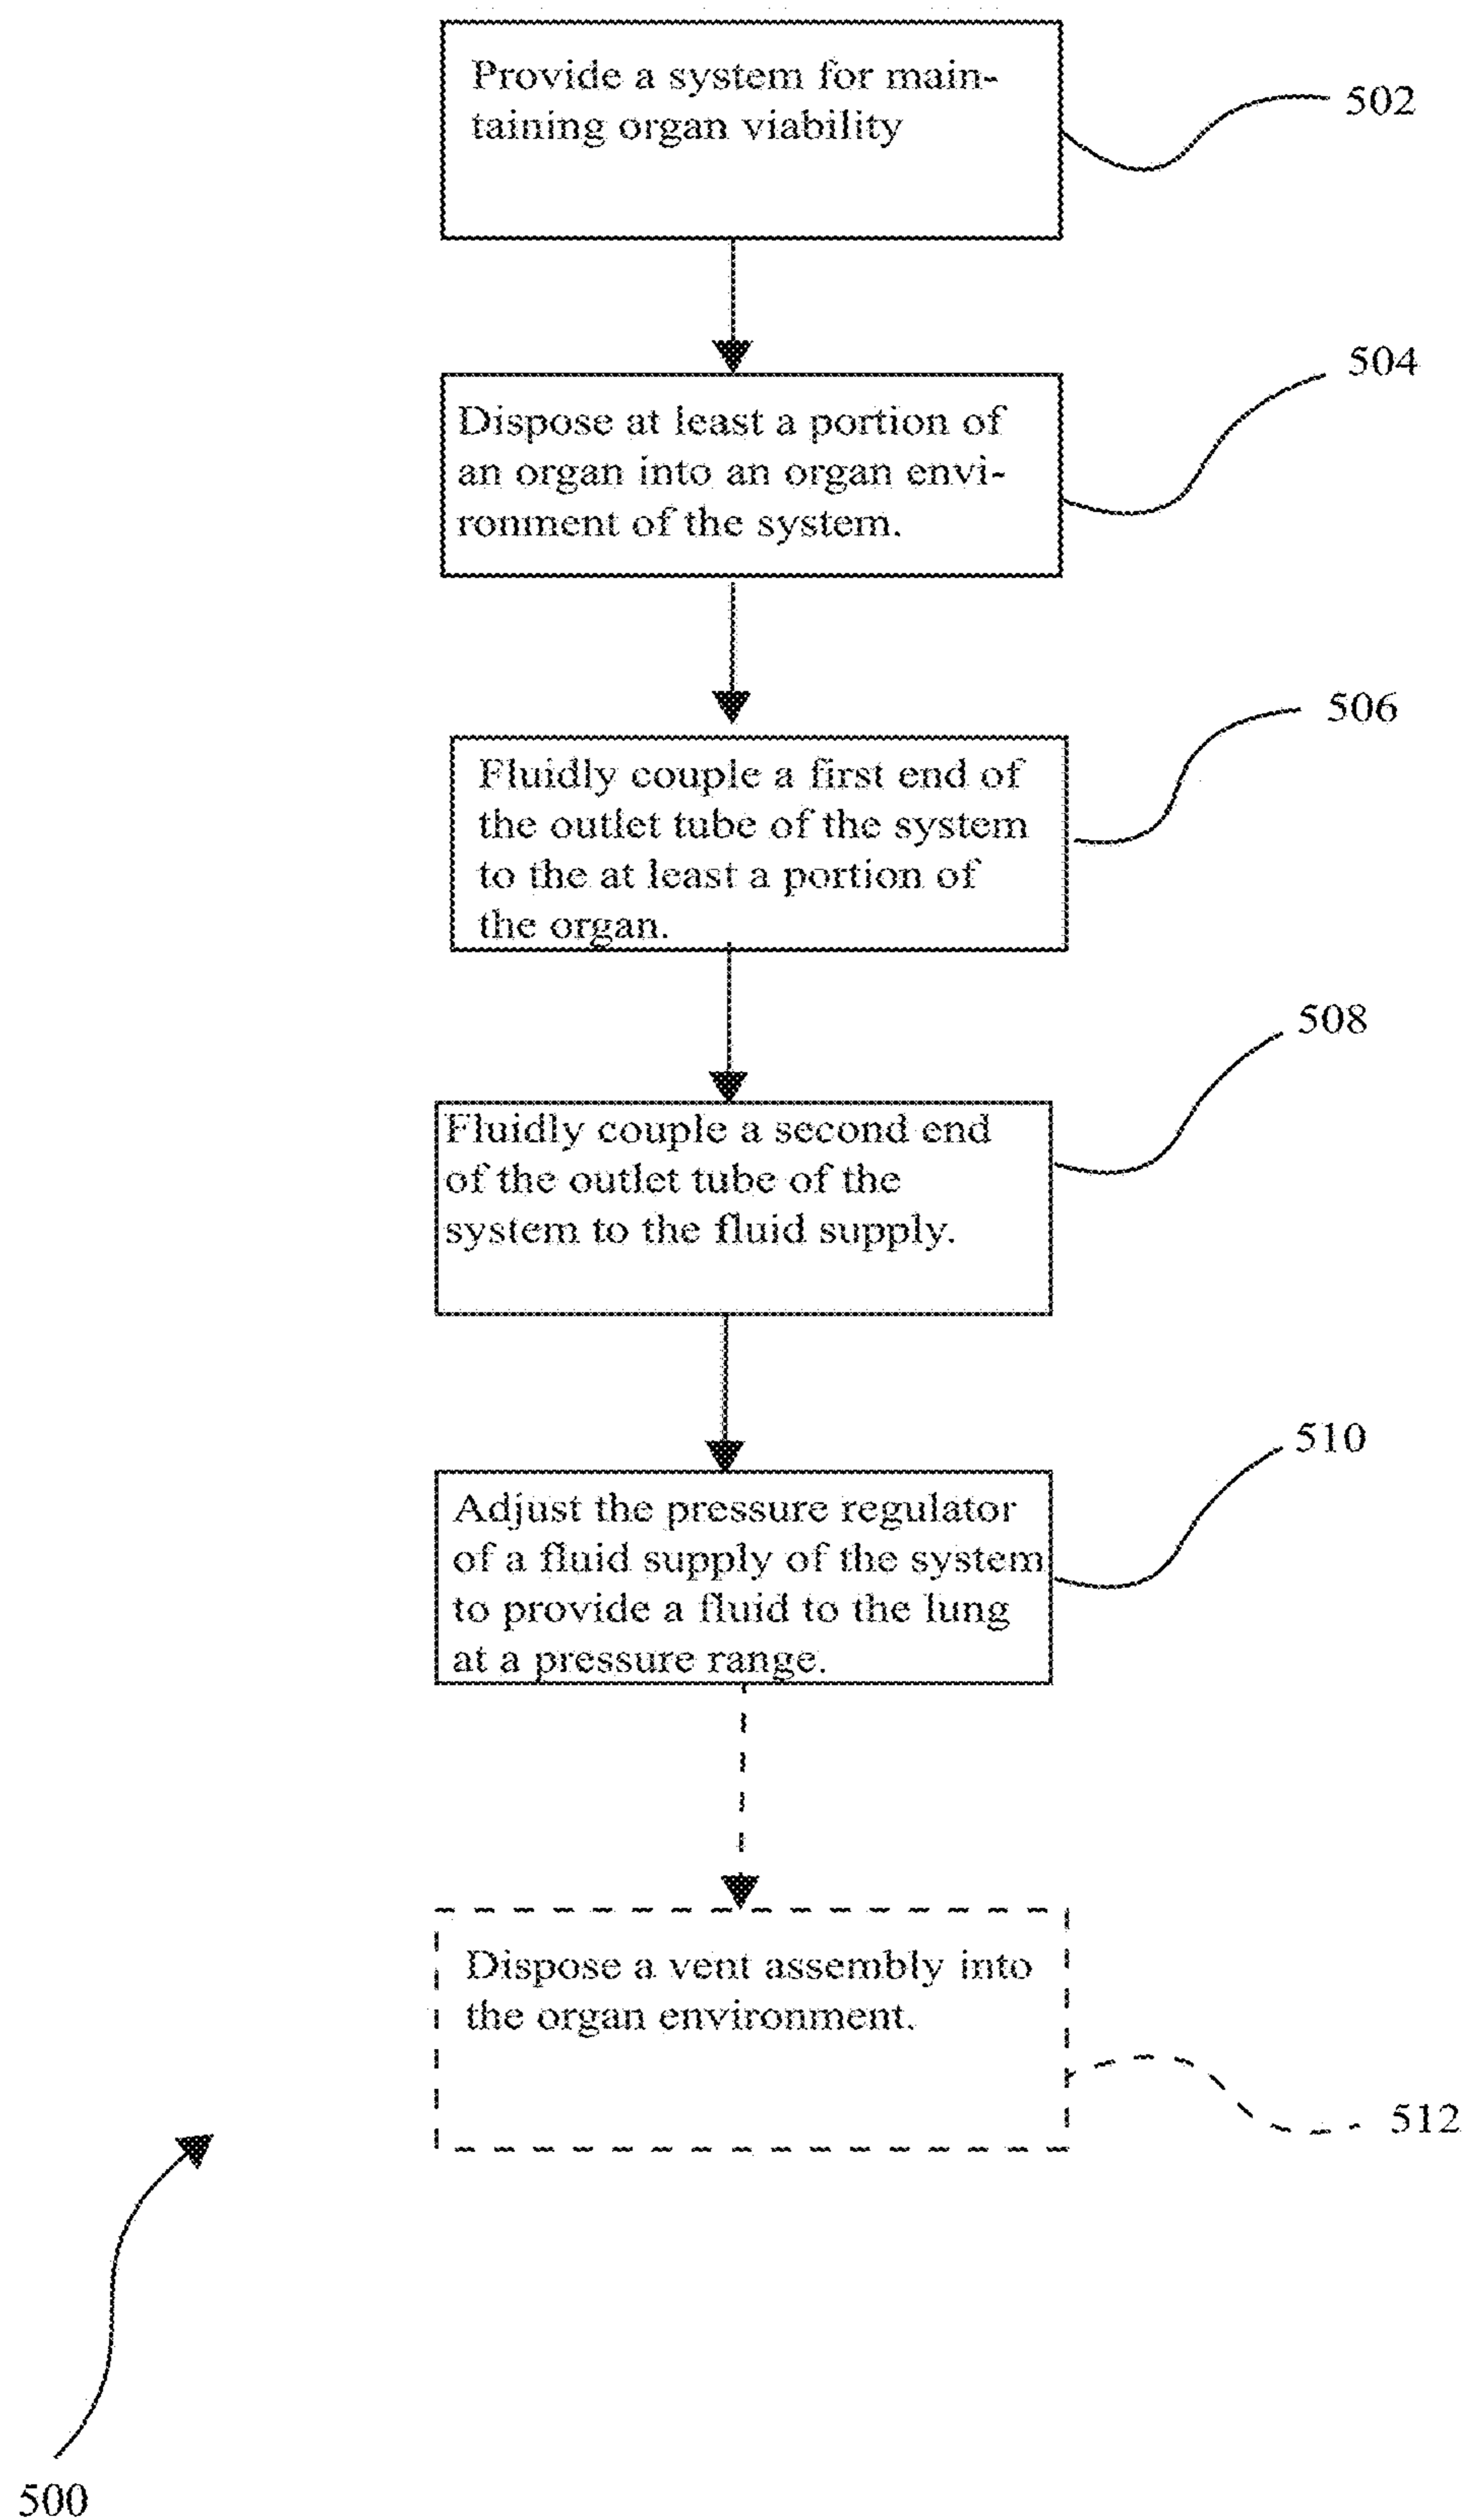 Provide a system for main-
taining organ viability
502
Dispose at least a portion of
an organ into an organ envi-
ronment of the system.
504
Fluidly couple a first end of
the outlet tube of the system
to the at least a portion of
the organ.
506
Fluidly couple a second end
of the outlet tube of the
system to the fluid supply.
508
Adjust the pressure regulator
of a fluid supply of the system
to provide a fluid to the lung
at a pressure range.
510
Dispose a vent assembly into
the organ environment.
512
500